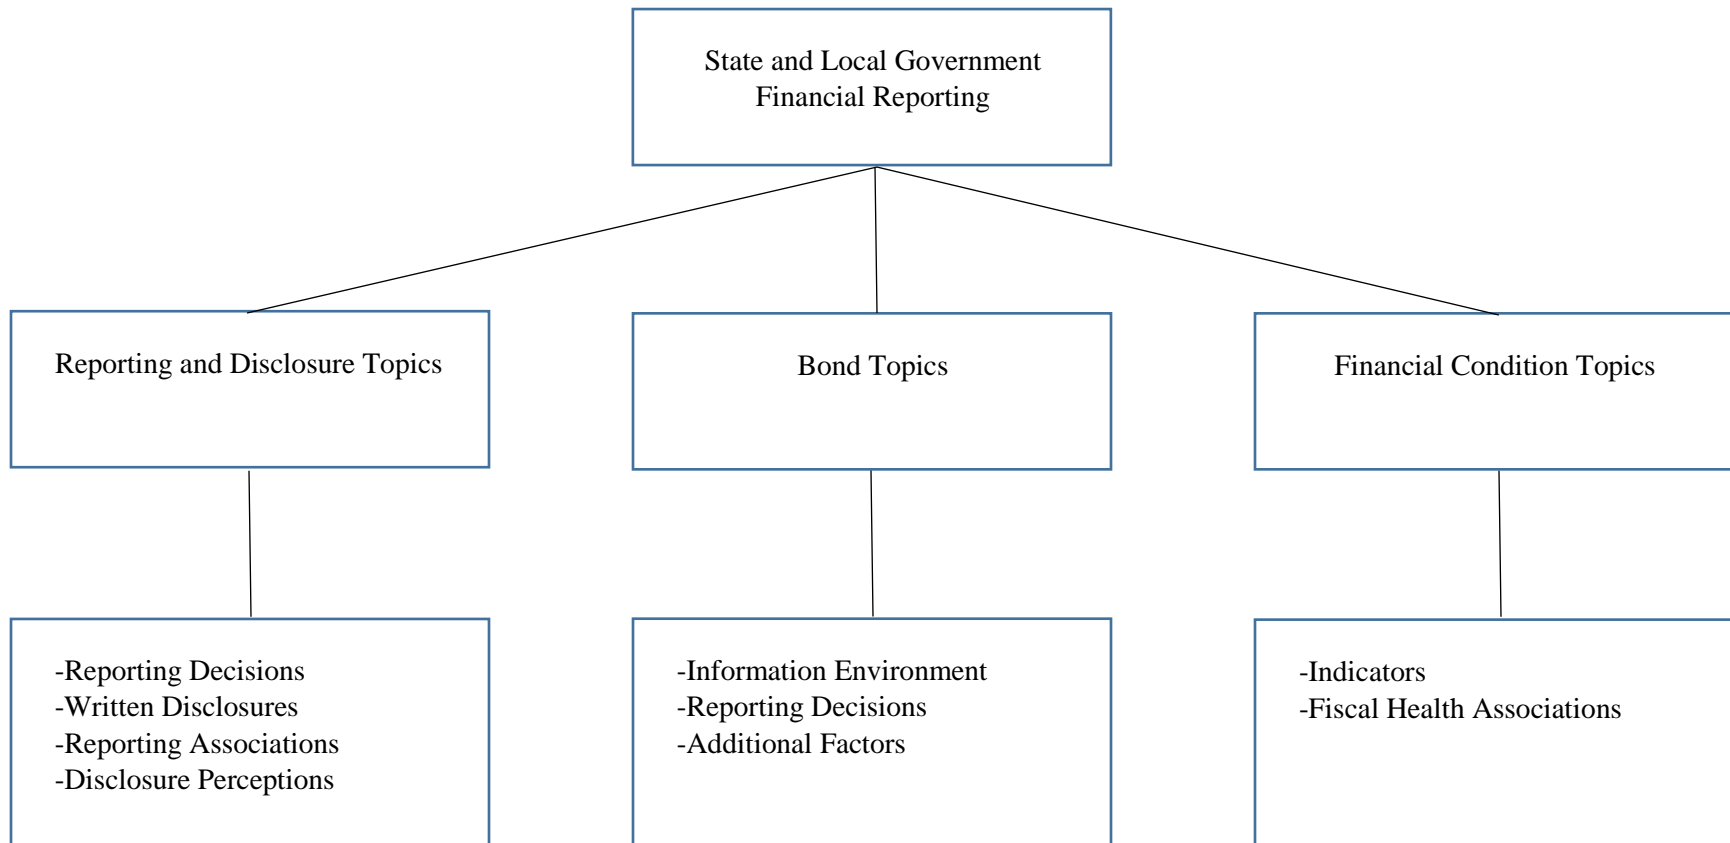 State and Local Government
Financial Reporting
Reporting and Disclosure Topics
Bond Topics
Financial Condition Topics
-Reporting Decisions
-Written Disclosures
-Reporting Associations
-Disclosure Perceptions
-Information Environment
-Reporting Decisions
-Additional Factors
-Indicators
-Fiscal Health Associations